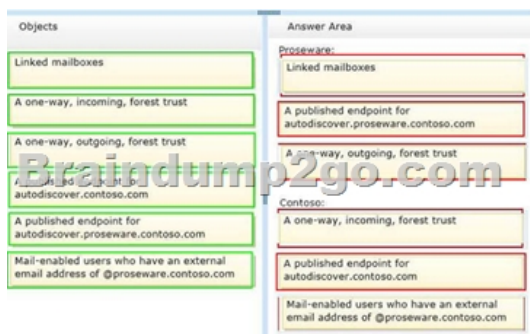 Objects
Linked mailboxes
A one-way, incoming, forest trust
A one-way, outgoing, forest trust
autodiscover.contoso.com
A published endpoint for
autodiscover.proseware.contoso.com
Mail-enabled users who have an external
email address of @proseware.contoso.com
Answer Area
Proseware:
Linked mailboxes
A published endpoint for
autodiscover.proseware.contoso.com
A one-way, outgoing, forest trust
Contoso:
A one-way, incoming, forest trust
A published endpoint for
autodiscover.contoso.com
Mail-enabled users who have an external
email address of @proseware.contoso.com
Braindump2go.com